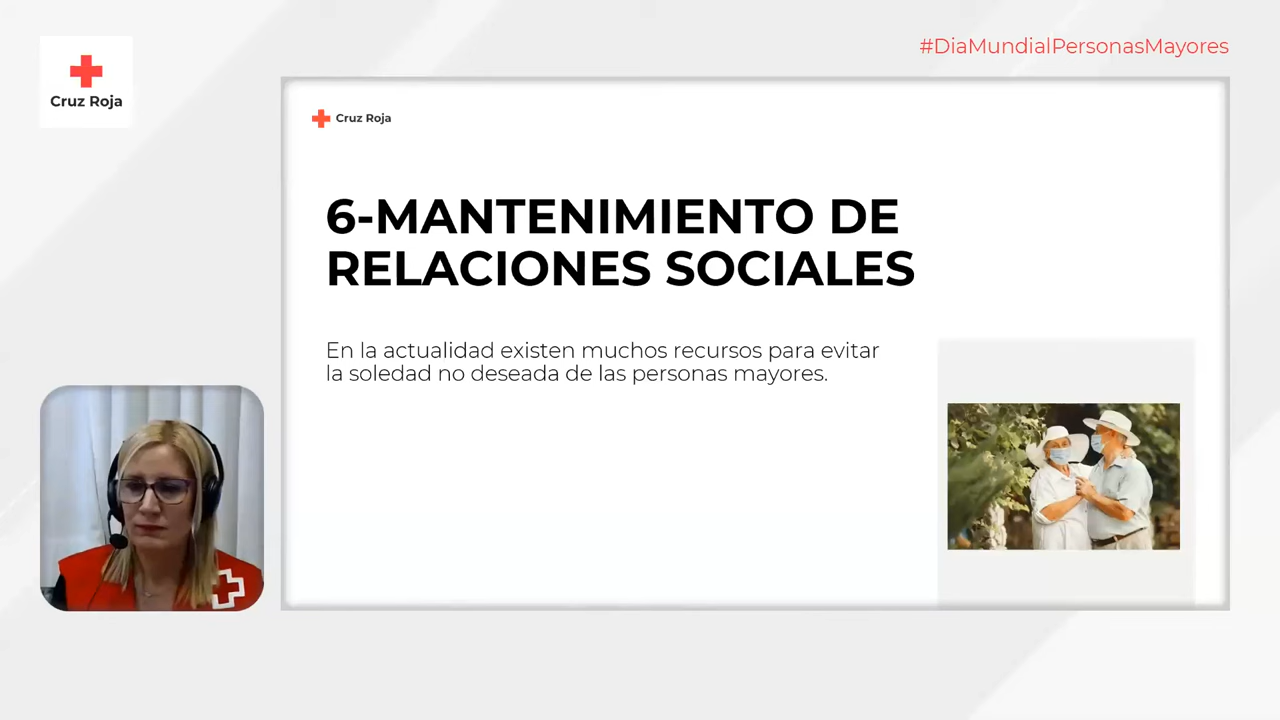 Cruz Roja
#DiaMundialPersonasMayores
Cruz Roja
6-MANTENIMIENTO DE
RELACIONES SOCIALES
En la actualidad existen muchos recursos para evitar
la soledad no deseada de las personas mayores.